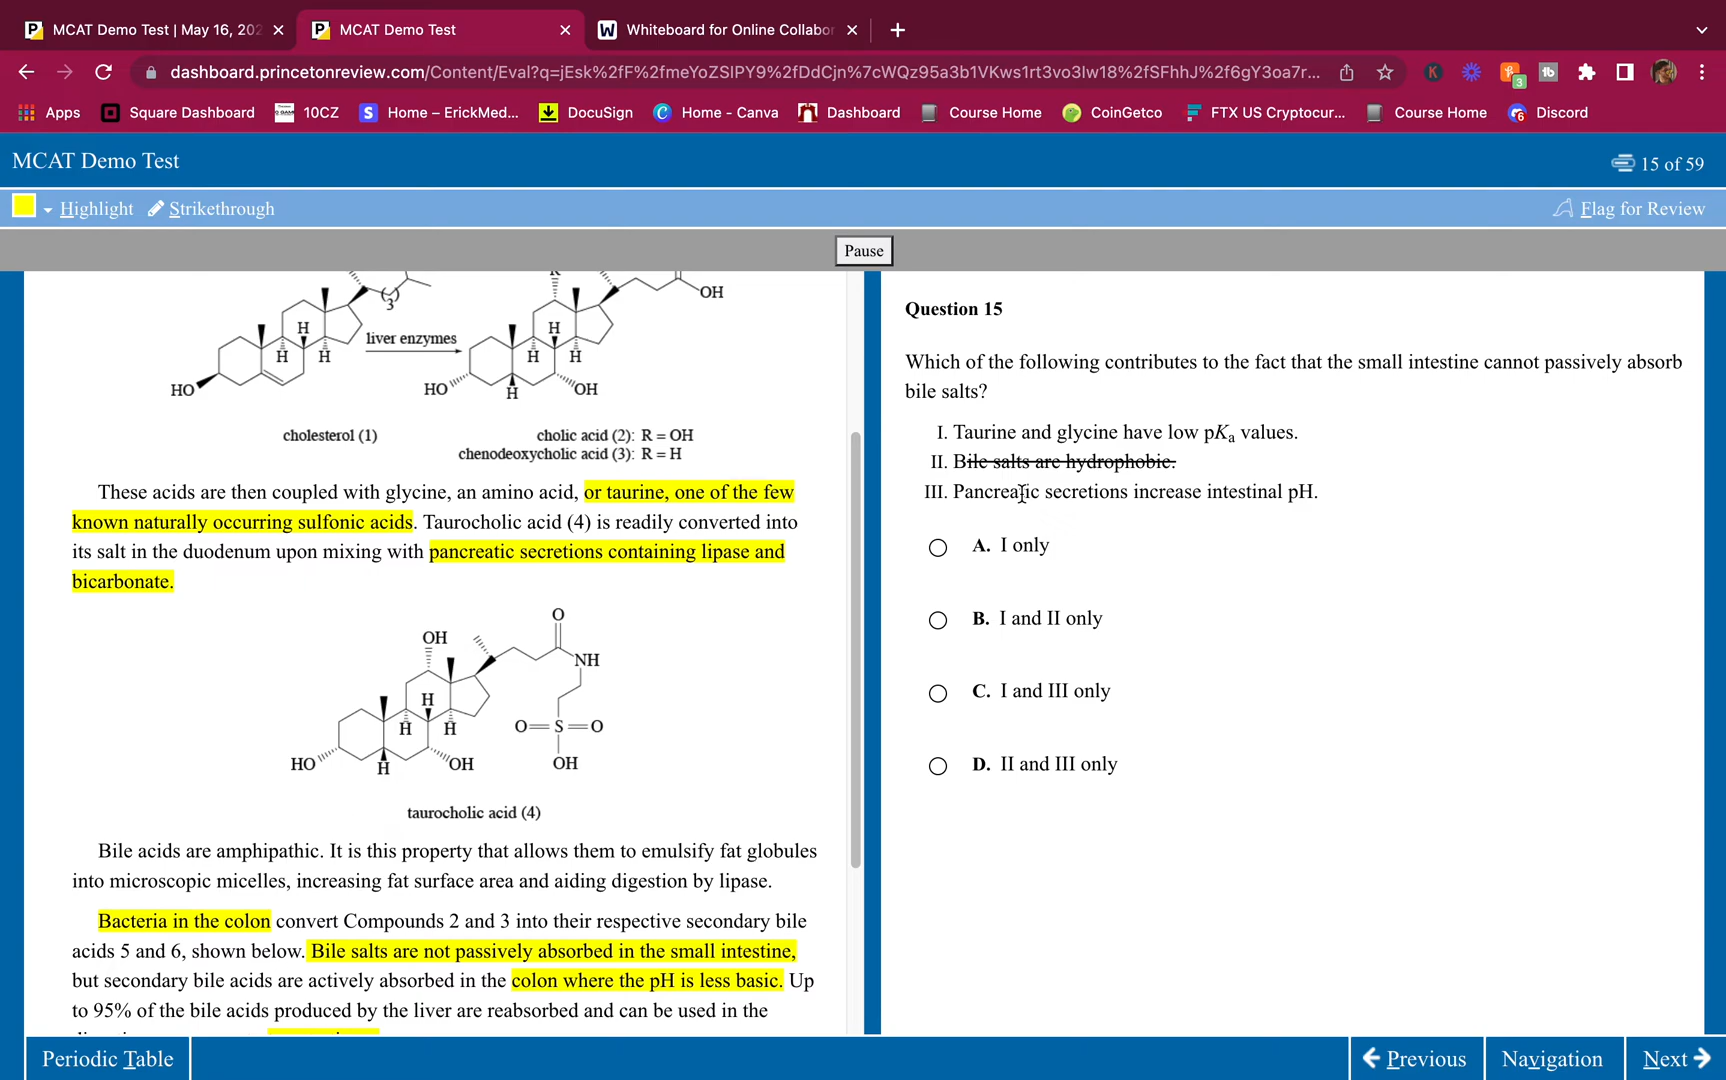 MCAT Demo Test | May 16, 202
MCAT Demo Test
Whiteboard for Online Collabor
dashboard.princetonreview.com/Content/Eval?q=jEsk%2fF%2fmeYoZSIPY9%2fDdCjn%7cWQz95a3b1VKws1rt3vo3lw18%2fSFhhJ%2f6gY3oa7r...
Apps
Square Dashboard
10CZ
Home – ErickMed...
DocuSign
Home - Canva
Dashboard
Course Home
CoinGetco
FTX US Cryptocur...
Course Home
Discord
MCAT Demo Test
15 of 59
Highlight
Strikethrough
Flag for Review
Pause
(3)
H
H H
HO
liver enzymes
R
OH
H
H H
HO
H
OH
cholesterol (1)
cholic acid (2): R = OH
chenodeoxycholic acid (3): R = H
These acids are then coupled with glycine, an amino acid, or taurine, one of the few
known naturally occurring sulfonic acids. Taurocholic acid (4) is readily converted into
its salt in the duodenum upon mixing with pancreatic secretions containing lipase and
bicarbonate.
O
OH
NH
H
H H
O=S=O
HO
H
OH
OH
taurocholic acid (4)
Bile acids are amphipathic. It is this property that allows them to emulsify fat globules
into microscopic micelles, increasing fat surface area and aiding digestion by lipase.
Bacteria in the colon convert Compounds 2 and 3 into their respective secondary bile
acids 5 and 6, shown below. Bile salts are not passively absorbed in the small intestine,
but secondary bile acids are actively absorbed in the colon where the pH is less basic. Up
to 95% of the bile acids produced by the liver are reabsorbed and can be used in the
Question 15
Which of the following contributes to the fact that the small intestine cannot passively absorb
bile salts?
I. Taurine and glycine have low pKa values.
II. Bile salts are hydrophobic.
III. Pancreatic secretions increase intestinal pH.
A. I only
B. I and II only
C. I and III only
D. II and III only
Periodic Table
Previous
Navigation
Next